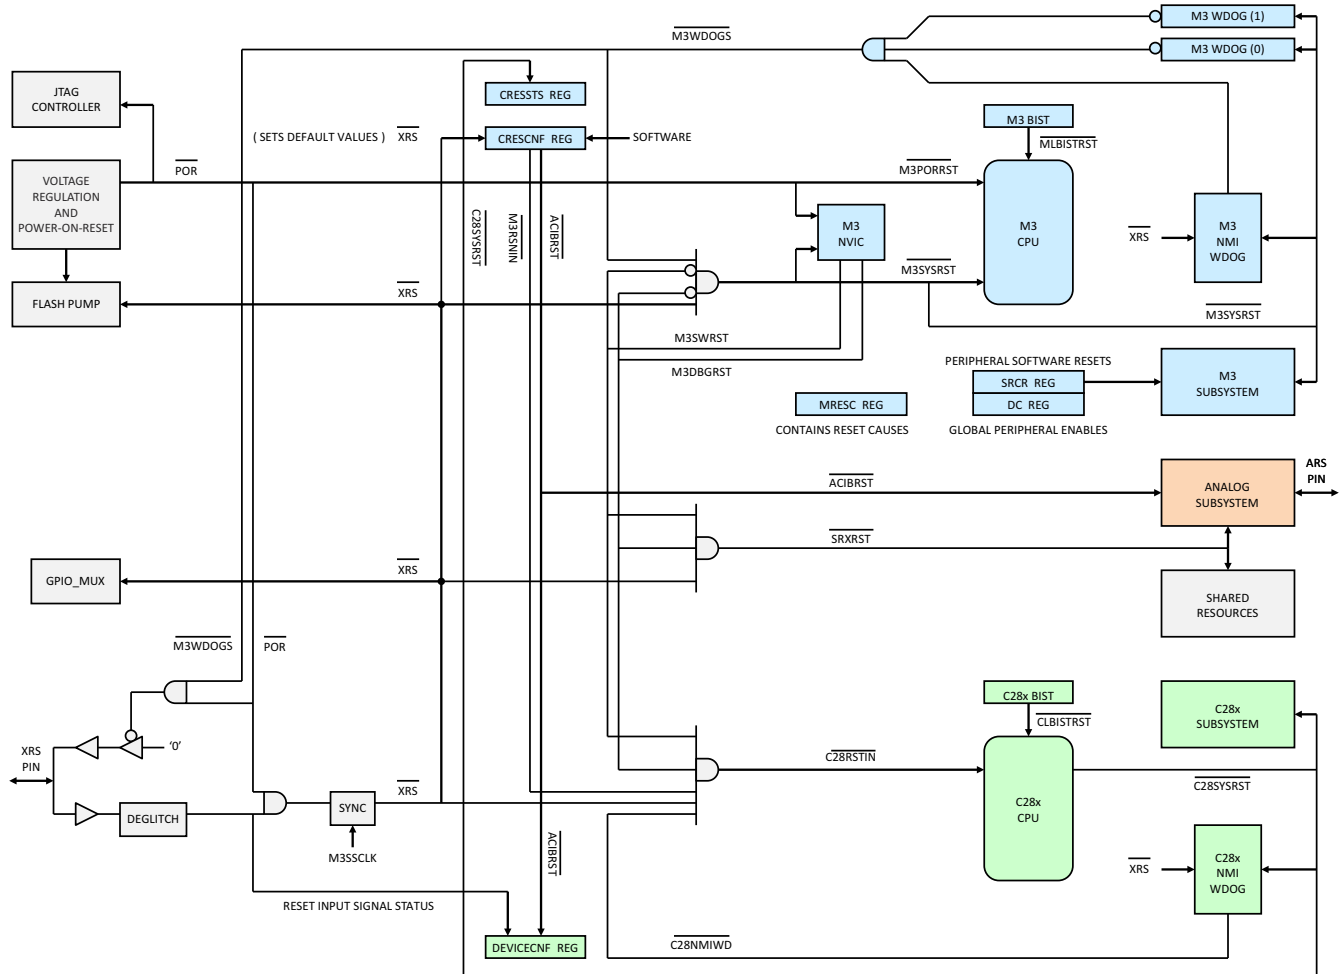 M3WDOGS
M3 WDOG (1)
M3 WDOG (0)
JTAG
CONTROLLER
CRESSTS REG
( SETS DEFAULT VALUES ) XRS
CRESCNF REG
SOFTWARE
M3 BIST
MLBISTRST
POR
M3PORRST
VOLTAGE
REGULATION
AND
POWER-ON-RESET
C28SYSRST
M3RSNIN
ACIBRST
M3
NVIC
M3
CPU
XRS
M3
NMI
WDOG
M3SYSRST
FLASH PUMP
XRS
M3SYSRST
M3SWRST
M3DBGRST
PERIPHERAL SOFTWARE RESETS
SRCR REG
DC REG
GLOBAL PERIPHERAL ENABLES
M3
SUBSYSTEM
MRESC REG
CONTAINS RESET CAUSES
ACIBRST
ANALOG
SUBSYSTEM
ARS
PIN
SRXRST
GPIO_MUX
XRS
SHARED
RESOURCES
M3WDOGS
POR
C28x BIST
CLBISTRST
C28x
SUBSYSTEM
XRS
PIN
'0'
C28RSTIN
C28x
CPU
C28SYSRST
DEGLITCH
SYNC
XRS
M3SSCLK
ACIBRST
XRS
C28x
NMI
WDOG
RESET INPUT SIGNAL STATUS
DEVICECNF REG
C28NMIWD